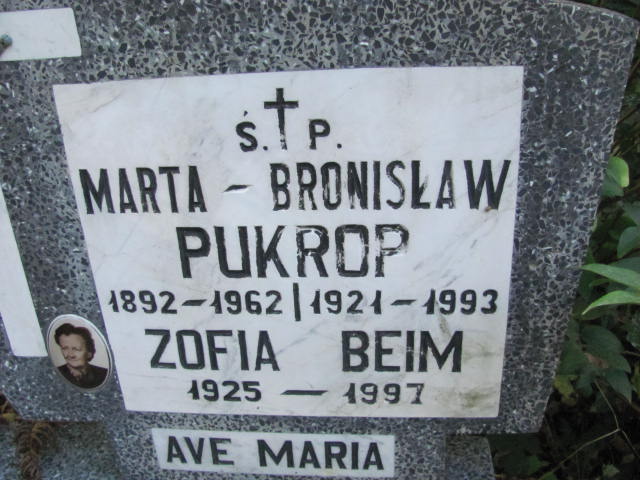 Ś. P.
MARTA - BRONISŁAW
PUKROP
1892-1962 | 1921-1993
ZOFIA BEIM
1925 - 1997
AVE MARIA